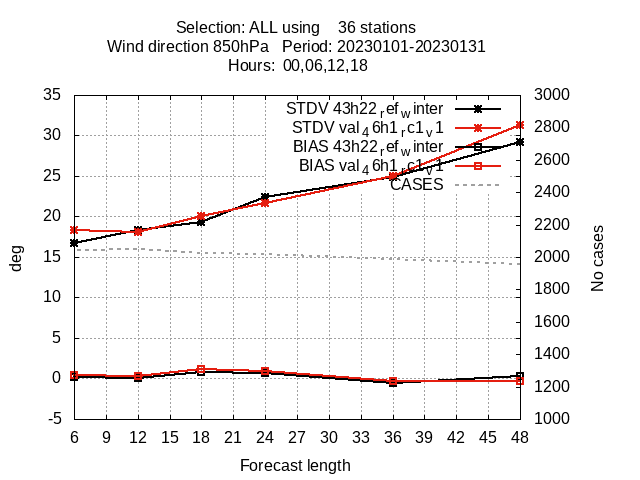 Selection: ALL using    36 stations
Wind direction 850hPa   Period: 20230101-20230131
Hours: 00,06,12,18
STDV 43h22_ref_winter
STDV val_46h1_rc1_v1
BIAS 43h22_ref_winter
BIAS val_46h1_rc1_v1
CASES
35
30
25
20
15
10
5
0
-5
deg
3000
2800
2600
2400
2200
2000
1800
1600
1400
1200
1000
No cases
6 9 12 15 18 21 24 27 30 33 36 39 42 45 48
Forecast length